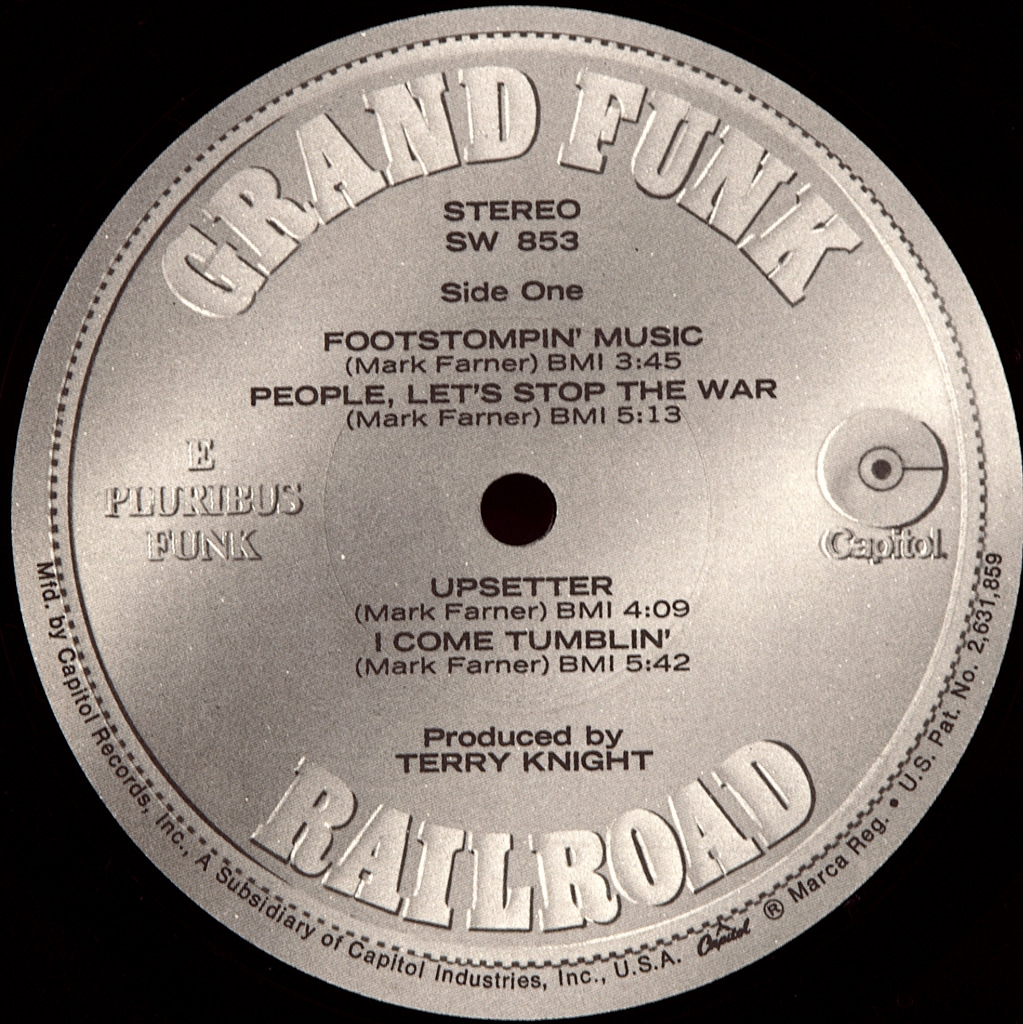 GRAND FUNK
STEREO
SW 853
Side One
FOOTSTOMPIN' MUSIC
(Mark Farner) BMI 3:45
PEOPLE, LET'S STOP THE WAR
(Mark Farner) BMI 5:13
E
PLURIBUS
FUNK
Capitol
UPSETTER
(Mark Farner) BMI 4:09
I COME TUMBLIN'
(Mark Farner) BMI 5:42
Produced by
TERRY KNIGHT
RAILROAD
Mfd. by Capitol Records, Inc., A Subsidiary of Capitol Industries, Inc., U.S.A. Capitol ® Marca Reg. • U.S. Pat. No. 2,631,859